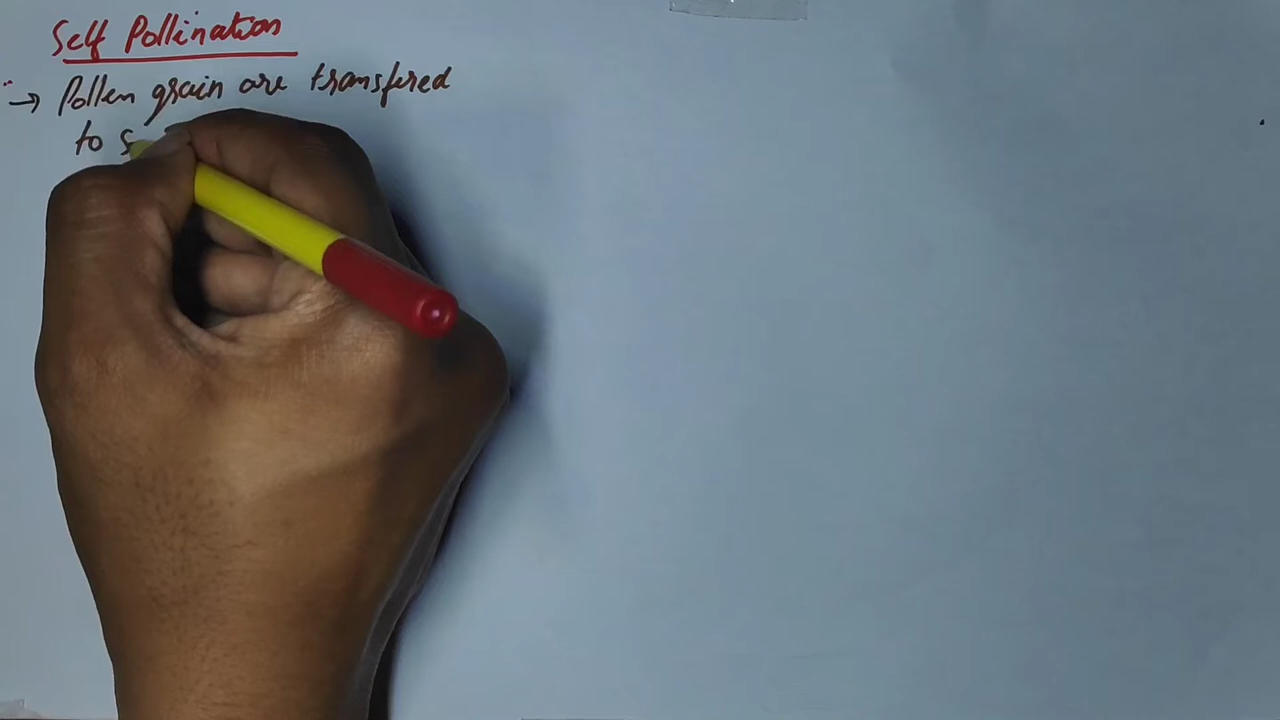 Self Pollination
→ Pollen grain are transfered
to s